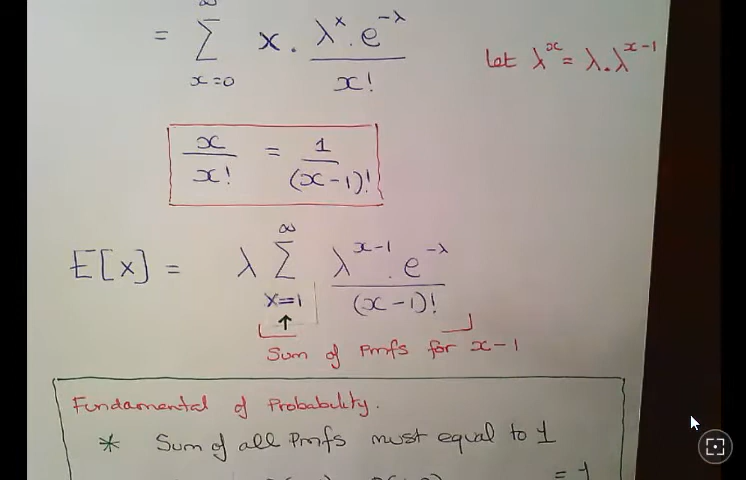 = ∞ ∑ x=0 x . λ^x . e^-λ / x!
let λ^x = λ . λ^x-1
x / x! = 1 / (x-1)!
E[x] = λ ∞ ∑ x=1 λ^x-1 . e^-λ / (x-1)!
↑
Sum of Pmfs for x-1
Fundamental of Probability.
* Sum of all Pmfs must equal to 1
= 1